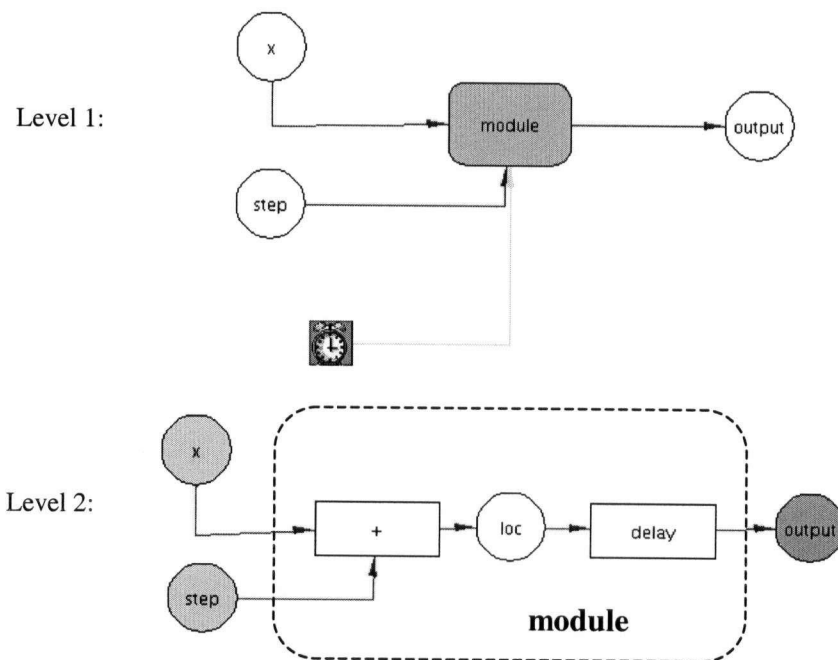 x
Level 1:
module
output
step
x
Level 2:
+
loc
delay
output
step
module